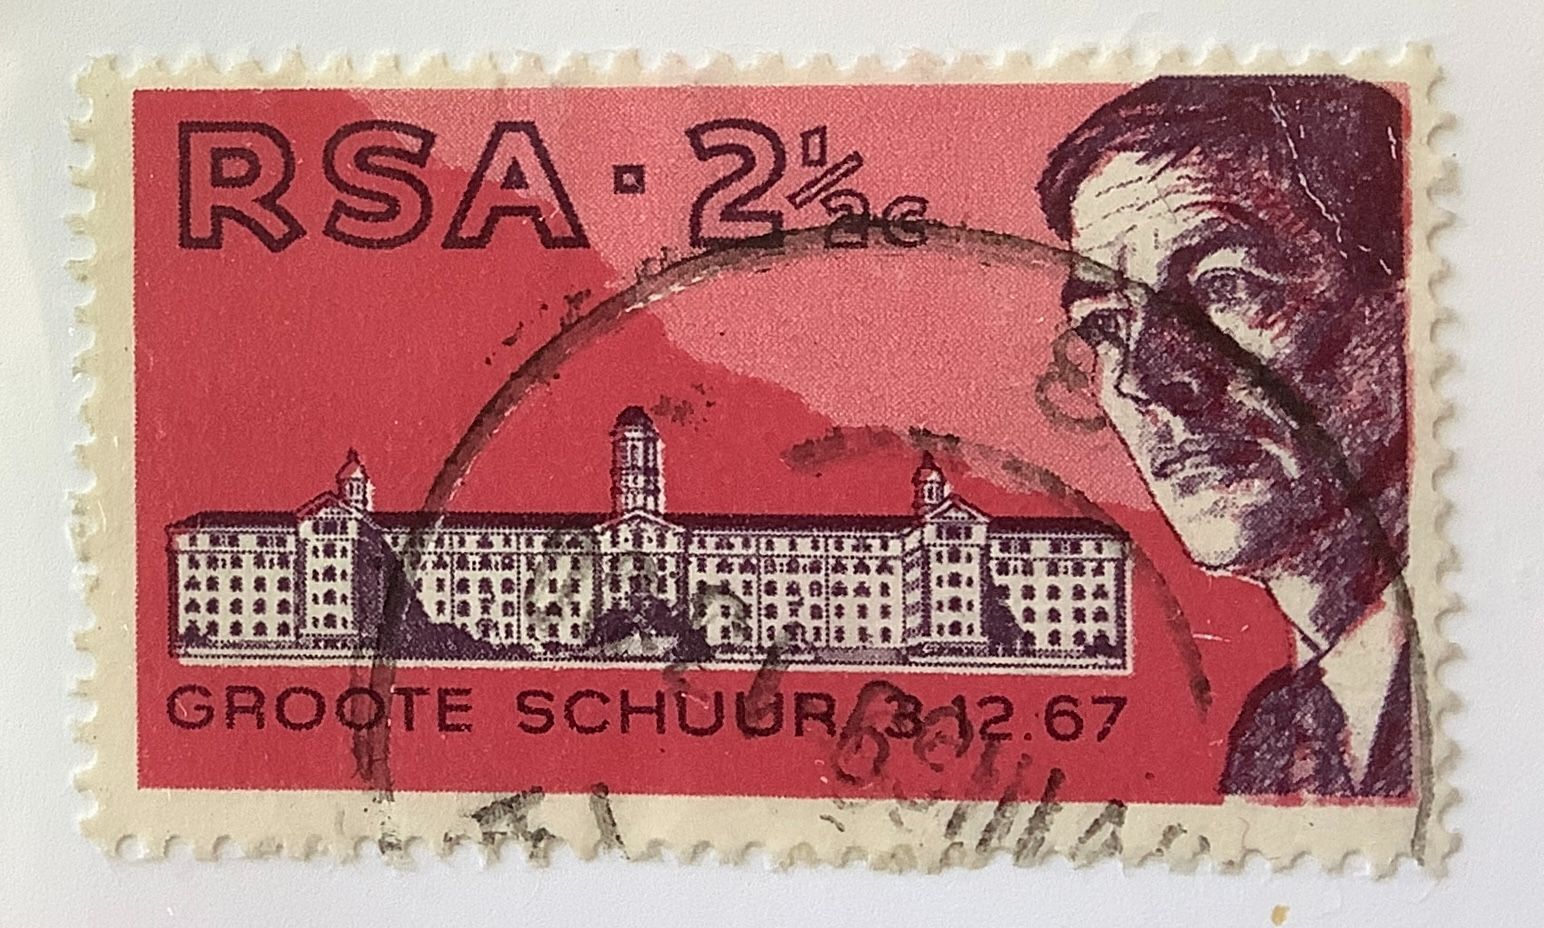 RSA · 2½c
GROOTE SCHUUR 3.12.67